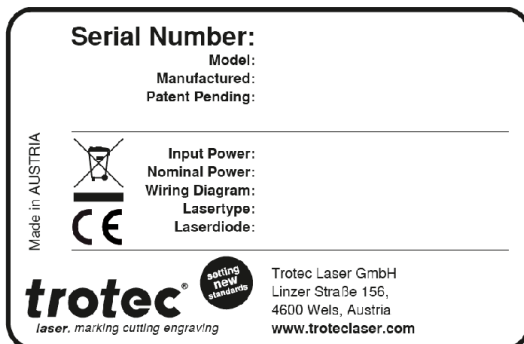 Serial Number:
Model:
Manufactured:
Patent Pending:
Made in AUSTRIA
Input Power:
Nominal Power:
Wiring Diagram:
Lasertype:
Laserdiode:
CE
trotec®
laser. marking cutting engraving
setting
new
standards
Trotec Laser GmbH
Linzer Straße 156,
4600 Wels, Austria
www.troteclaser.com